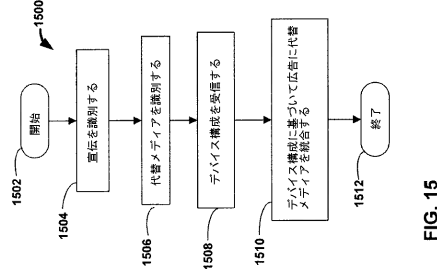 1500
1502
開始
1504
宣伝を識別する
1506
代替メディアを識別する
1508
デバイス構成を受信する
1510
デバイス構成に基づいて広告に代替
メディアを統合する
1512
終了
FIG. 15